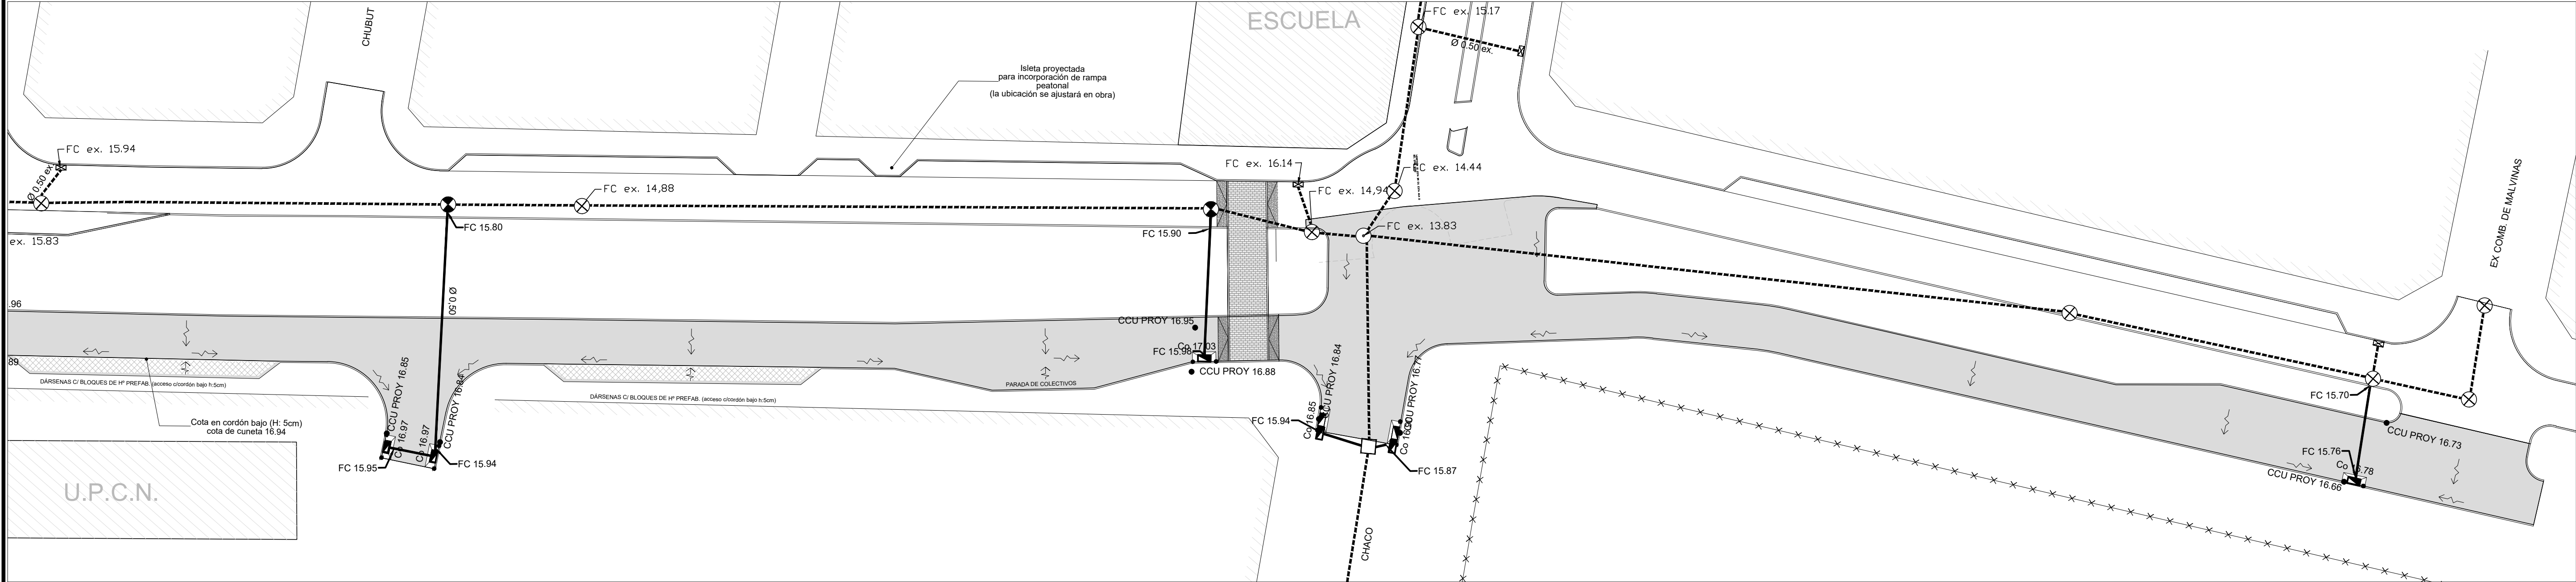 CHUBUT
ESCUELA
FC ex. 15.17
Ø 0.50 ex.
Isleta proyectada
para incorporación de rampa
peatonal
(la ubicación se ajustará en obra)
FC ex. 15.94
Ø 0.50 ex.
FC ex. 16.14
FC ex. 14.44
EX COMB. DE MALVINAS
FC ex. 14,88
FC ex. 14,94
FC 15.80
FC 15.90
FC ex. 13.83
ex. 15.83
.96
Ø 0.50
CCU PROY 16.95
Co 17.03
FC 15.98
CCU PROY 16.88
.89
DÁRSENAS C/ BLOQUES DE Hº PREFAB. (acceso c/cordón bajo h:5cm)
PARADA DE COLECTIVOS
DÁRSENAS C/ BLOQUES DE Hº PREFAB. (acceso c/cordón bajo h:5cm)
CCU PROY 16.85
Co 16.97
Co 16.97
CCU PROY 16.84
Cota en cordón bajo (H: 5cm)
cota de cuneta 16.94
FC 15.95
FC 15.94
CCU PROY 16.84
Co 16.85
FC 15.94
CCU PROY 16.77
FC 15.87
FC 15.70
CCU PROY 16.73
FC 15.76
CCU PROY 16.66
U.P.C.N.
CHACO